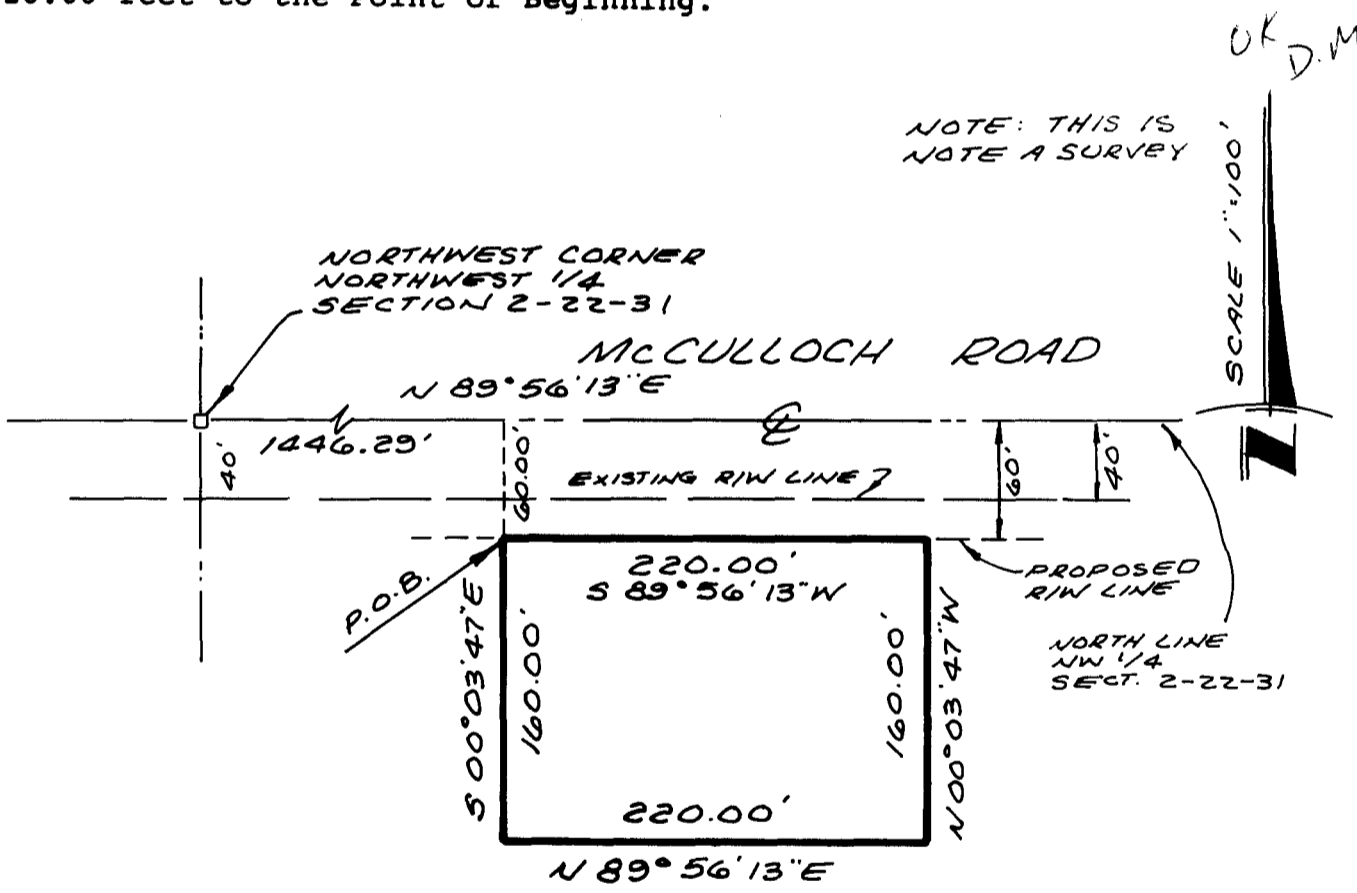 20.00 feet to the Point of Beginning.
OK
D.M
NOTE: THIS IS
NOTE A SURVEY
SCALE 1":100'
NORTHWEST CORNER
NORTHWEST 1/4
SECTION 2-22-31
McCULLOCH ROAD
N 89°56'13"E
1446.29'
40'
60.00'
EXISTING R/W LINE
60'
40'
P.O.B.
220.00'
S 89°56'13"W
PROPOSED
R/W LINE
NORTH LINE
NW 1/4
SECT. 2-22-31
S 00°03'47"E
160.00'
160.00'
N 00°03'47"W
220.00'
N 89°56'13"E